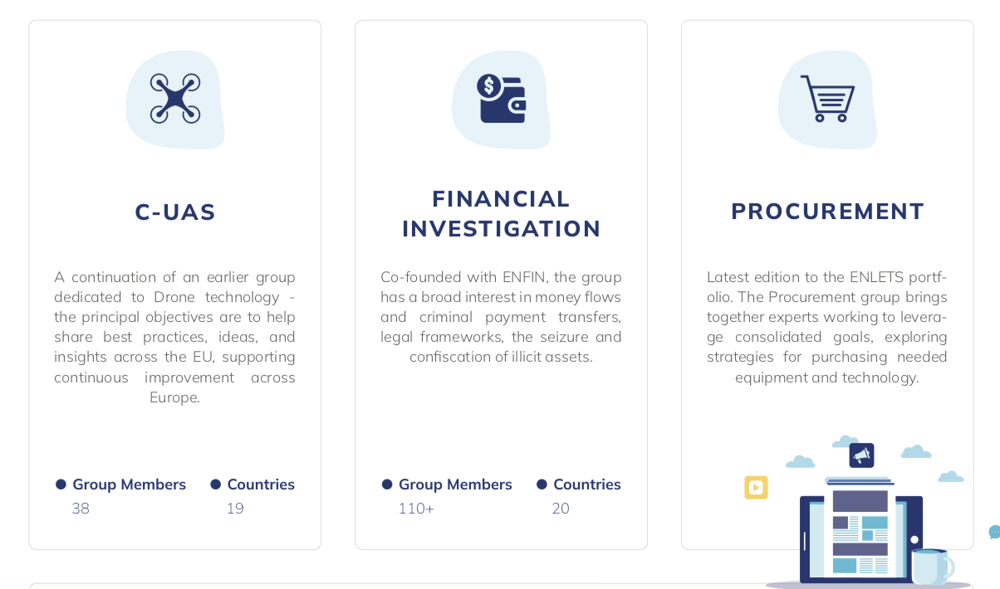 C-UAS
A continuation of an earlier group
dedicated to Drone technology -
the principal objectives are to help
share best practices, ideas, and
insights across the EU, supporting
continuous improvement across
Europe.
Group Members
Countries
38
19
FINANCIAL
INVESTIGATION
Co-founded with ENFIN, the group
has a broad interest in money flows
and criminal payment transfers,
legal frameworks, the seizure and
confiscation of illicit assets.
Group Members
Countries
110+
20
PROCUREMENT
Latest edition to the ENLETS portf-
olio. The Procurement group brings
together experts working to levera-
ge consolidated goals, exploring
strategies for purchasing needed
equipment and technology.